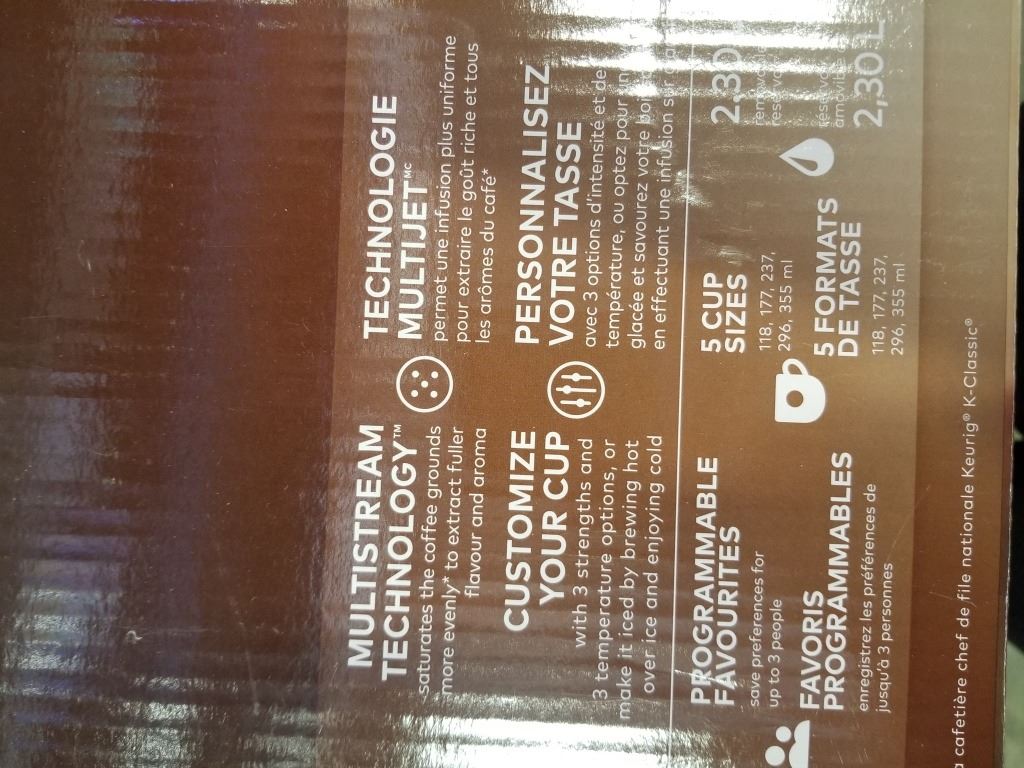 MULTISTREAM
TECHNOLOGY™
saturates the coffee grounds
more evenly* to extract fuller
flavour and aroma
TECHNOLOGIE
MULTIJET ᴹᶜ
permet une infusion plus uniforme
pour extraire le goût riche et tous
les arômes du café*
CUSTOMIZE
YOUR CUP
with 3 strengths and
3 temperature options, or
make it iced by brewing hot
over ice and enjoying cold
PERSONNALISEZ
VOTRE TASSE
avec 3 options d'intensité et de
température, ou optez pour
glacée et savourez votre
en effectuant une infusion
PROGRAMMABLE
FAVOURITES
save preferences for
up to 3 people
FAVORIS
PROGRAMMABLES
enregistrez les préférences de
jusqu'à 3 personnes
5 CUP
SIZES
118, 177, 237,
296, 355 ml
5 FORMATS
DE TASSE
118, 177, 237,
296, 355 ml
2.30
2,30 L
cafetière chef de file nationale Keurig® K-Classic®